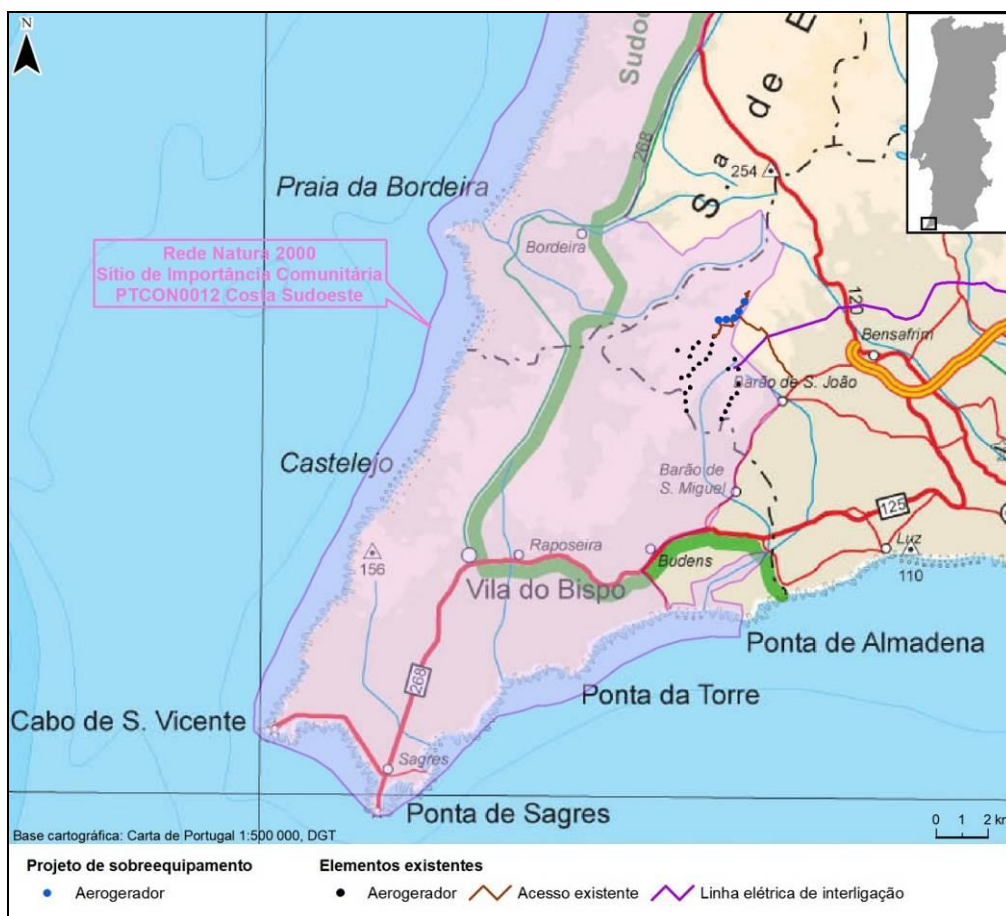 N
Sudoe
S.ª de E
268
254
Praia da Bordeira
Bordeira
Rede Natura 2000
Sítio de Importância Comunitária
PTCON0012 Costa Sudoeste
120
Bensafrim
Barão de S. João
Castelejo
Barão de
S. Miguel
125
156
Raposeira
Budens
Luz
110
Vila do Bispo
Ponta de Almadena
268
Ponta da Torre
Cabo de S. Vicente
Sagres
Ponta de Sagres
0 1 2 km
Base cartográfica: Carta de Portugal 1:500 000, DGT
Projeto de sobreequipamento
Aerogerador
Elementos existentes
Aerogerador
Acesso existente
Linha elétrica de interligação